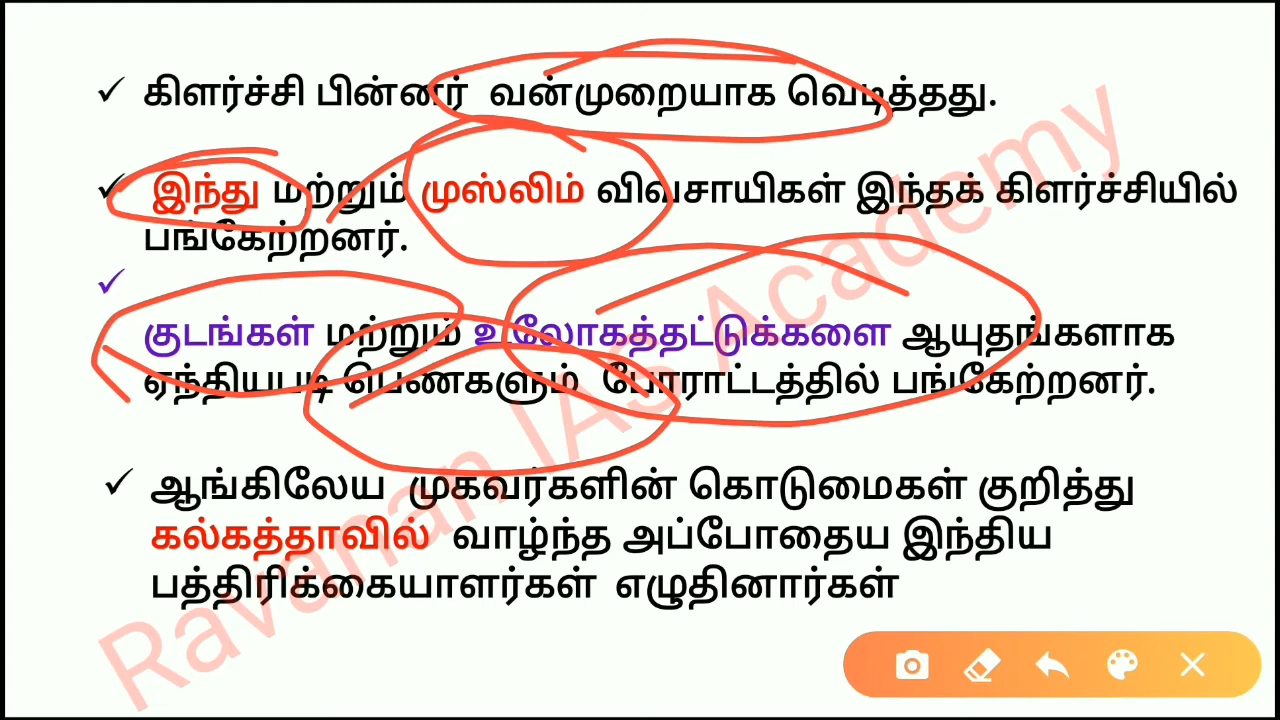 கிளர்ச்சி பின்னர் வன்முறையாக வெடித்தது.
இந்து மற்றும் முஸ்லிம் விவசாயிகள் இந்தக் கிளர்ச்சியில்
பங்கேற்றனர்.
குடங்கள் மற்றும் உலோகத்தட்டுக்களை ஆயுதங்களாக
ஏந்தியபடி பெண்களும் போராட்டத்தில் பங்கேற்றனர்.
ஆங்கிலேய முகவர்களின் கொடுமைகள் குறித்து
கல்கத்தாவில் வாழ்ந்த அப்போதைய இந்திய
பத்திரிக்கையாளர்கள் எழுதினார்கள்
Ravanan IAS Academy